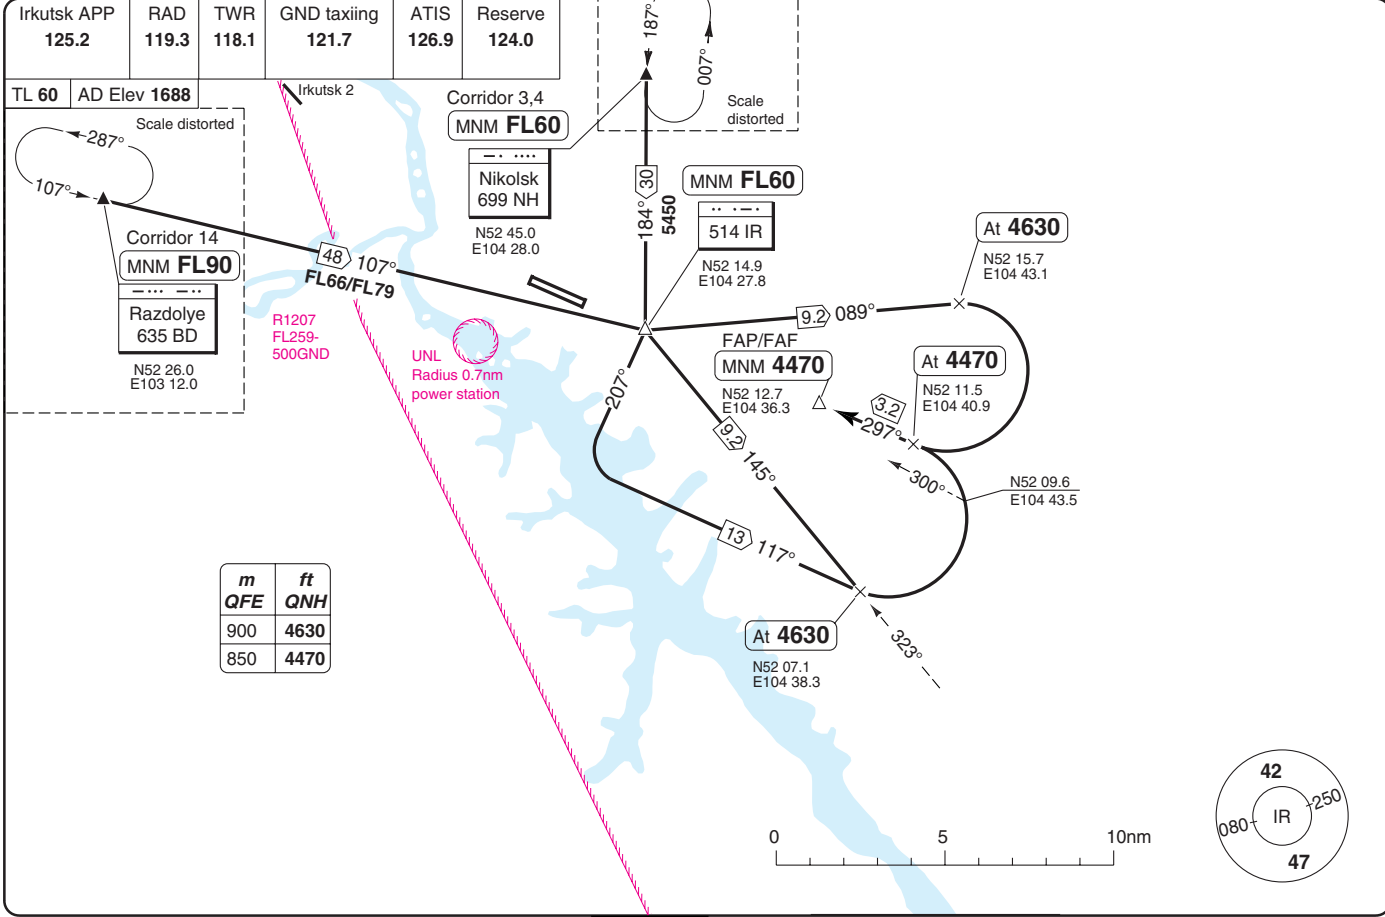 Irkutsk APP
125.2
RAD
119.3
TWR
118.1
GND taxiing
121.7
ATIS
126.9
Reserve
124.0
TL 60
AD Elev 1688
Irkutsk 2
187°
007°
Scale
distorted
Scale distorted
287°
107°
Corridor 3,4
MNM FL60
Nikolsk
699 NH
N52 45.0
E104 28.0
30
184°
5450
MNM FL60
514 IR
N52 14.9
E104 27.8
At 4630
N52 15.7
E104 43.1
Corridor 14
MNM FL90
Razdolye
635 BD
N52 26.0
E103 12.0
48 107°
FL66/FL79
R1207
FL259-
500GND
UNL
Radius 0.7nm
power station
9.2 089°
FAP/FAF
MNM 4470
N52 12.7
E104 36.3
At 4470
N52 11.5
E104 40.9
3.2
297°
300°
N52 09.6
E104 43.5
207°
9.2 145°
13 117°
At 4630
N52 07.1
E104 38.3
323°
m ft
QFE QNH
900 4630
850 4470
0 5 10nm
42
250
IR
080
47